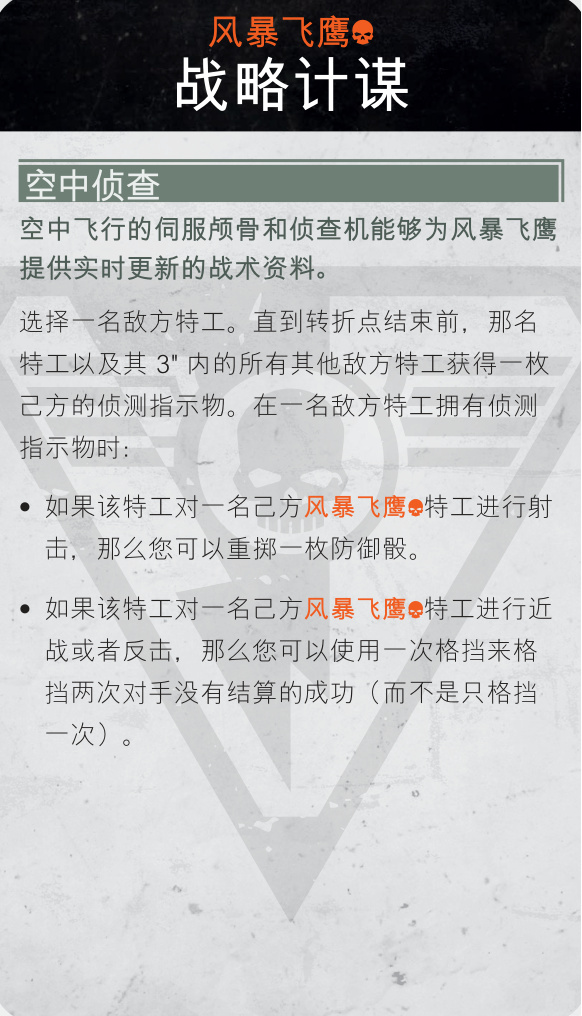 风暴飞鹰
战略计谋
空中侦查
空中飞行的伺服颅骨和侦查机能够为风暴飞鹰
提供实时更新的战术资料。
选择一名敌方特工。直到转折点结束前，那名
特工以及其 3" 内的所有其他敌方特工获得一枚
己方的侦测指示物。在一名敌方特工拥有侦测
指示物时:
• 如果该特工对一名己方风暴飞鹰特工进行射
击，那么您可以重掷一枚防御骰。
• 如果该特工对一名己方风暴飞鹰特工进行近
战或者反击，那么您可以使用一次格挡来格
挡两次对手没有结算的成功（而不是只格挡
一次）。